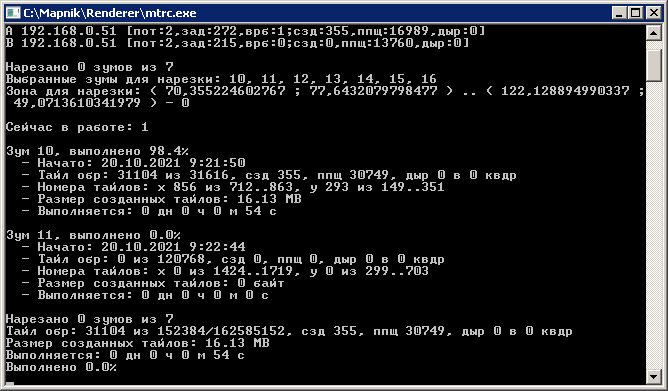 C:\Mapnik\Renderer\mtrc.exe
A 192.168.0.51 [пот:2,зад:272,врб:1;сзд:355,ппщ:16989,дыр:0]
B 192.168.0.51 [пот:2,зад:215,врб:0;сзд:0,ппщ:13760,дыр:0]
Нарезано 0 зумов из 7
Выбранные зумы для нарезки: 10, 11, 12, 13, 14, 15, 16
Зона для нарезки: ( 70,355224602767 ; 77,6432079798477 ) .. ( 122,128894990337 ;
49,0713610341979 ) - 0
Сейчас в работе: 1
Зум 10, выполнено 98.4%
- Начато: 20.10.2021 9:21:50
- Тайл обр: 31104 из 31616, сзд 355, ппщ 30749, дыр 0 в 0 квдр
- Номера тайлов: x 856 из 712..863, y 293 из 149..351
- Размер созданных тайлов: 16.13 MB
- Выполняется: 0 дн 0 ч 0 м 54 с
Зум 11, выполнено 0.0%
- Начато: 20.10.2021 9:22:44
- Тайл обр: 0 из 120768, сзд 0, ппщ 0, дыр 0 в 0 квдр
- Номера тайлов: x 0 из 1424..1719, y 0 из 299..703
- Размер созданных тайлов: 0 байт
- Выполняется: 0 дн 0 ч 0 м 0 с
Нарезано 0 зумов из 7
Тайл обр: 31104 из 152384/162585152, сзд 355, ппщ 30749, дыр 0 в 0 квдр
Размер созданных тайлов: 16.13 MB
Выполняется: 0 дн 0 ч 0 м 54 с
Выполнено 0.0%